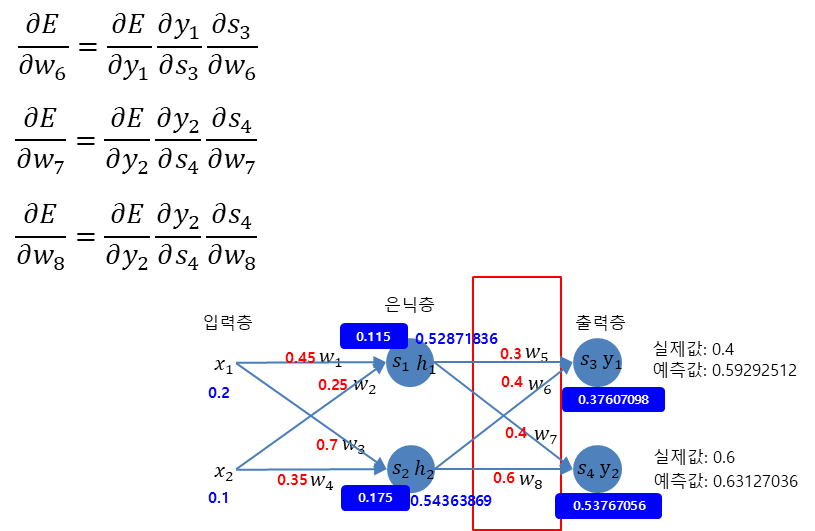 ∂E/∂w₆ = ∂E/∂y₁ ∂y₁/∂s₃ ∂s₃/∂w₆
∂E/∂w₇ = ∂E/∂y₂ ∂y₂/∂s₄ ∂s₄/∂w₇
∂E/∂w₈ = ∂E/∂y₂ ∂y₂/∂s₄ ∂s₄/∂w₈
입력층
은닉층
출력층
0.115
0.52871836
x₁
0.2
0.45 w₁
0.25 w₂
s₁ h₁
0.3 w₅
0.4 w₆
s₃ y₁
0.37607098
실제값: 0.4
예측값: 0.59292512
0.7 w₃
0.35 w₄
x₂
0.1
s₂ h₂
0.175
0.54363869
0.4 w₇
0.6 w₈
s₄ y₂
0.53767056
실제값: 0.6
예측값: 0.63127036